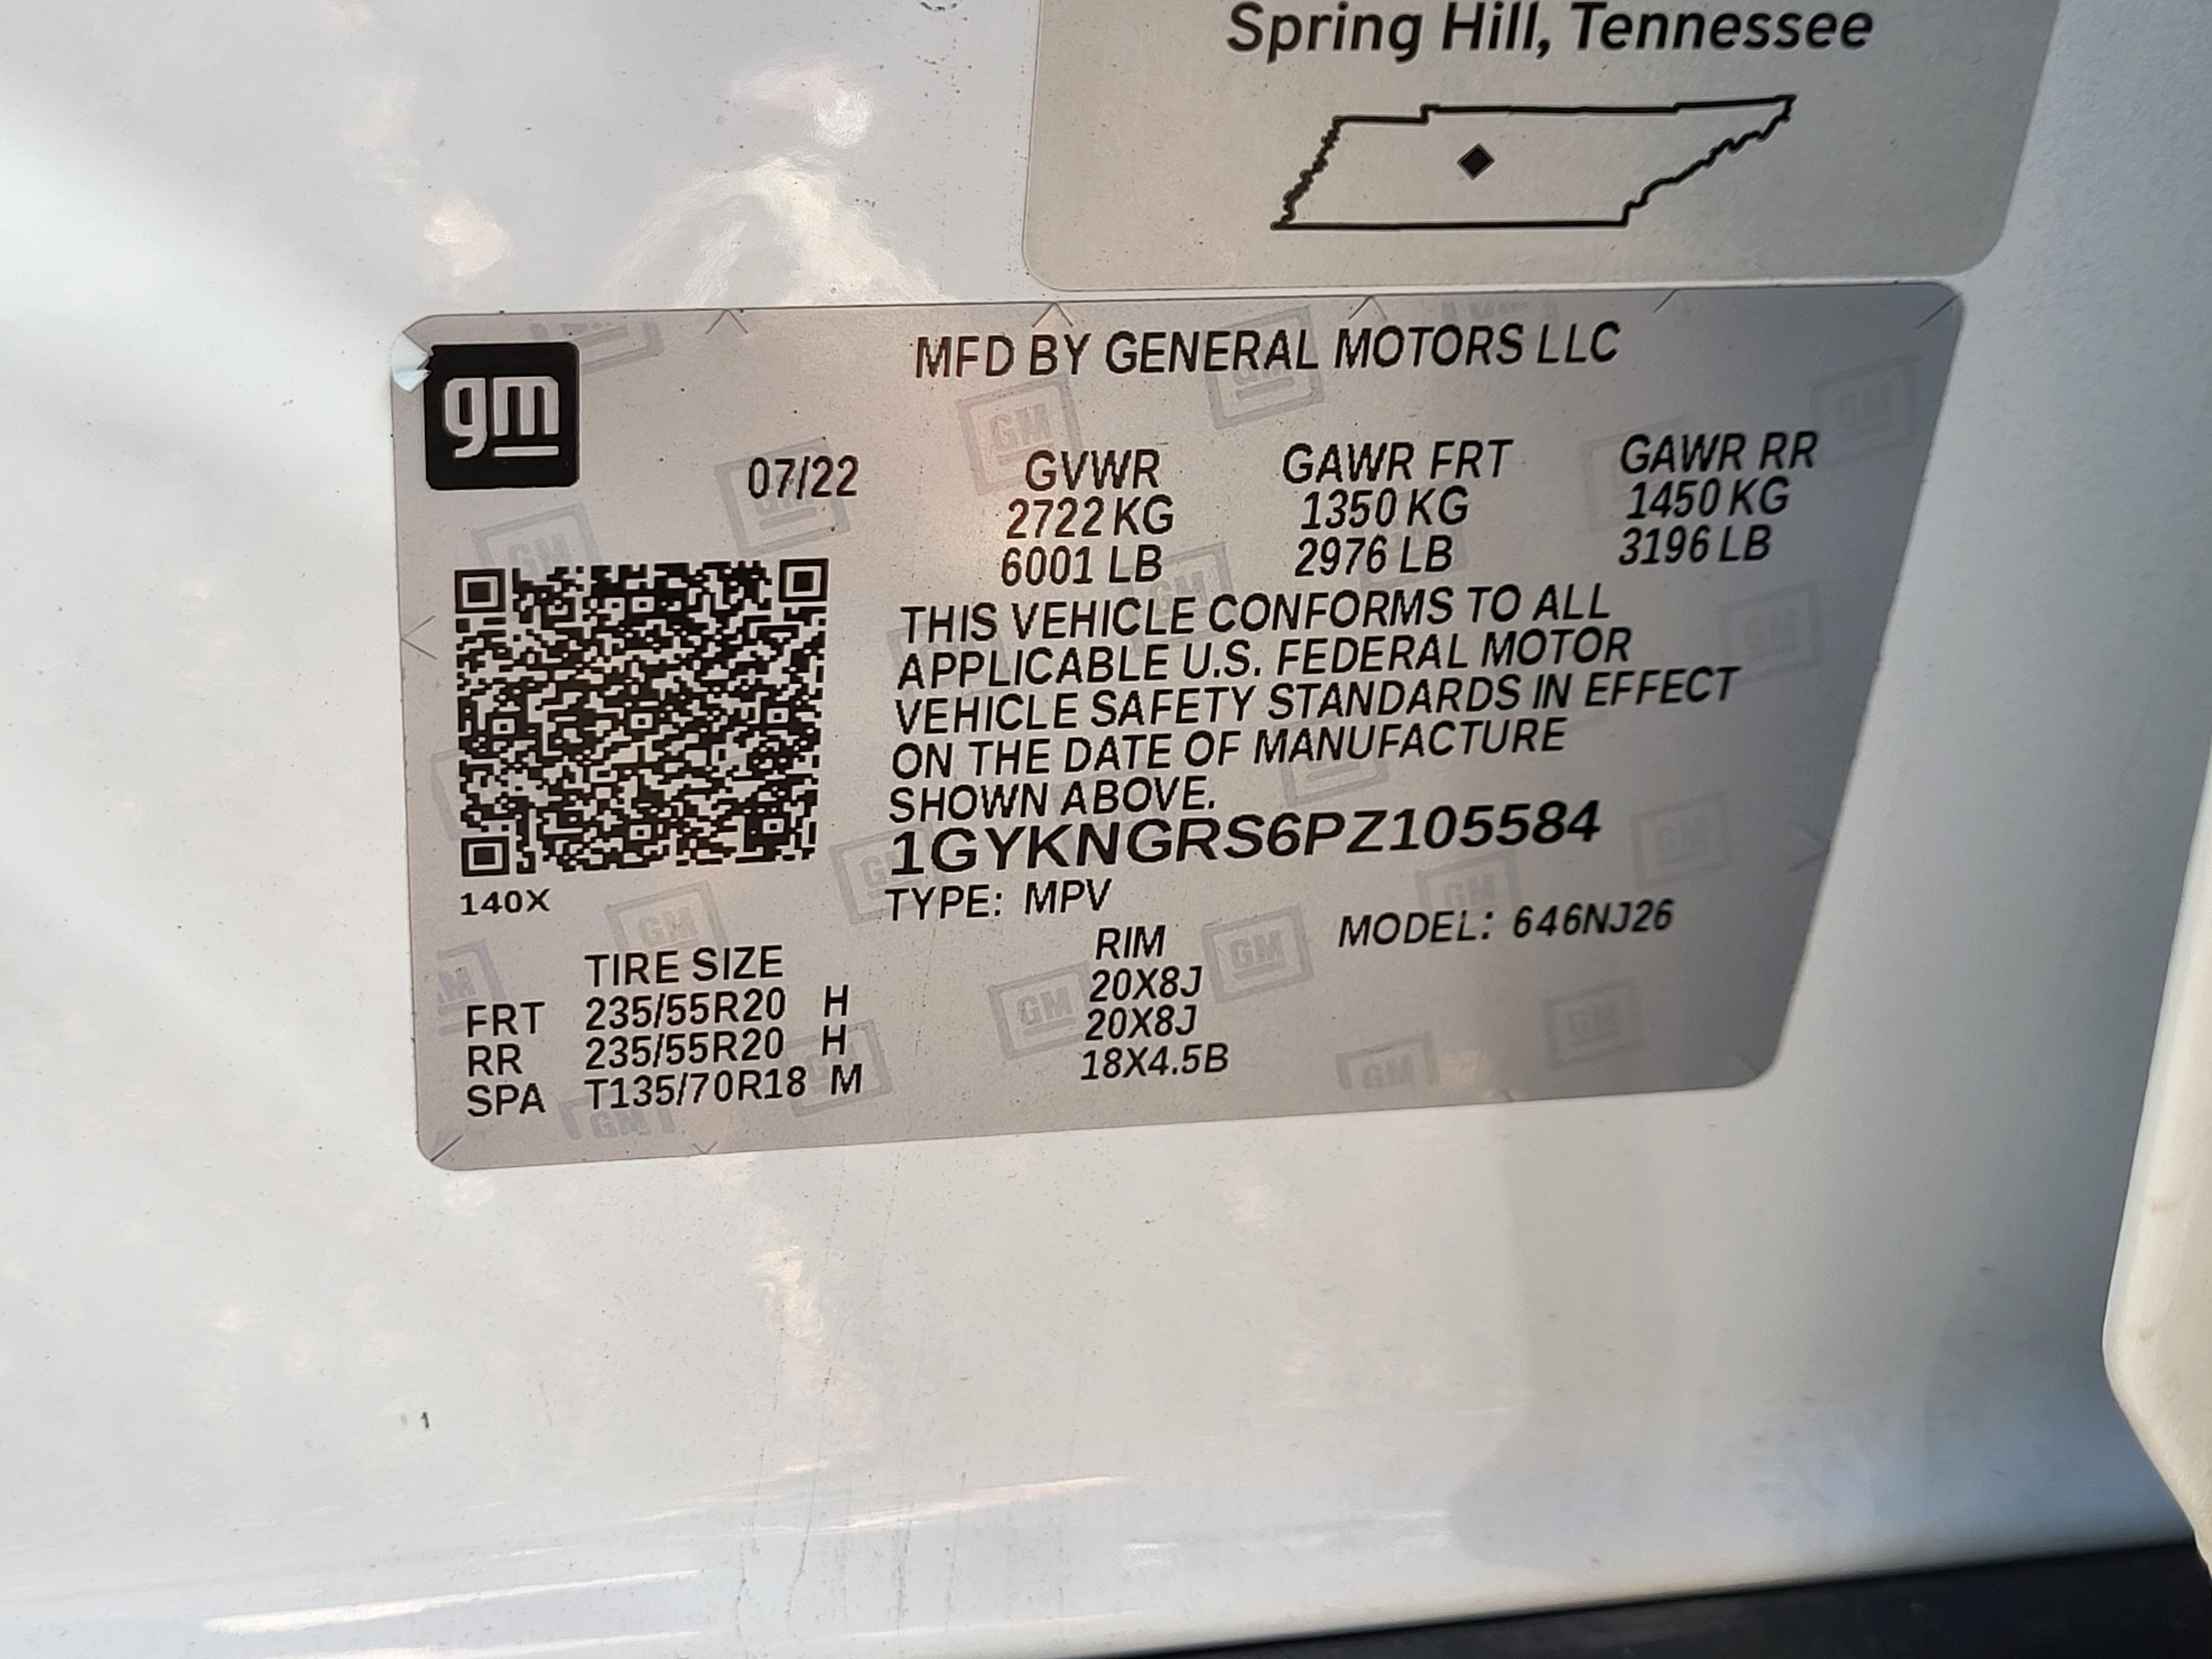 Spring Hill, Tennessee
gm
MFD BY GENERAL MOTORS LLC
07/22 GVWR GAWR FRT GAWR RR
2722 KG 1350 KG 1450 KG
6001 LB 2976 LB 3196 LB
THIS VEHICLE CONFORMS TO ALL
APPLICABLE U.S. FEDERAL MOTOR
VEHICLE SAFETY STANDARDS IN EFFECT
ON THE DATE OF MANUFACTURE
SHOWN ABOVE.
1GYKNGRS6PZ105584
140X
TYPE: MPV MODEL: 646NJ26
TIRE SIZE RIM
FRT 235/55R20 H 20X8J
RR 235/55R20 H 20X8J
SPA T135/70R18 M 18X4.5B